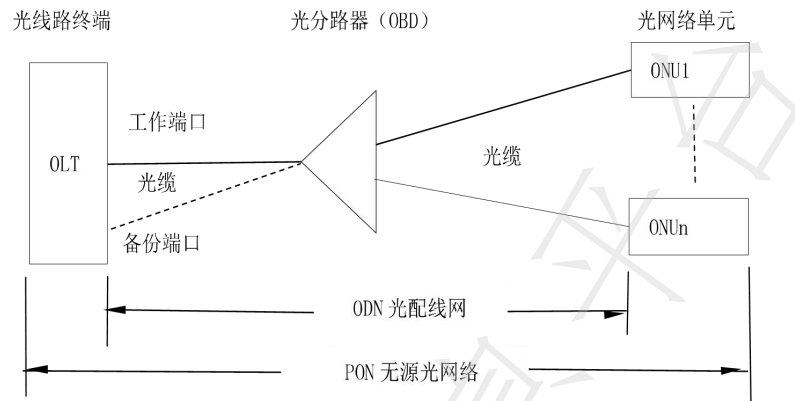 光线路终端
光分路器（OBD）
光网络单元
ONU1
工作端口
OLT
光缆
光缆
备份端口
ONUn
ODN 光配线网
PON 无源光网络